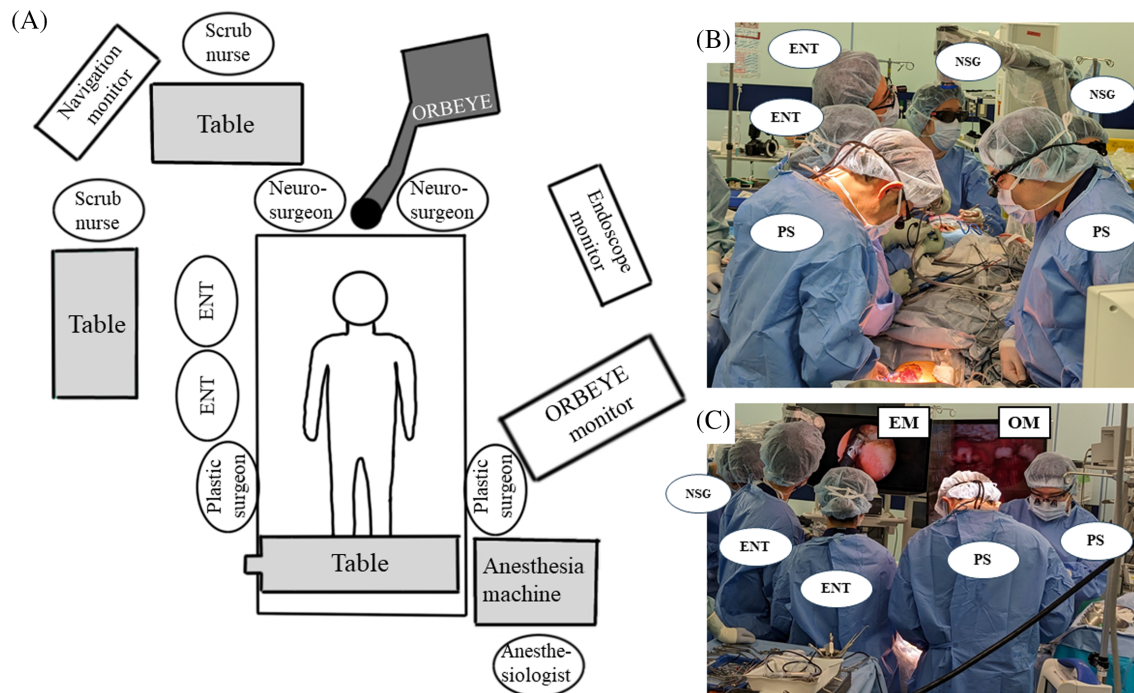 (A)
Scrub
nurse
Navigation
monitor
Table
ORBEYE
Scrub
nurse
Neuro-
surgeon
Neuro-
surgeon
Endoscope
monitor
Table
ENT
ENT
ORBEYE
monitor
Plastic
surgeon
Plastic
surgeon
Table
Anesthesia
machine
Anesthe-
siologist
(B)
ENT
NSG
NSG
ENT
PS
PS
(C)
EM
OM
NSG
ENT
ENT
PS
PS